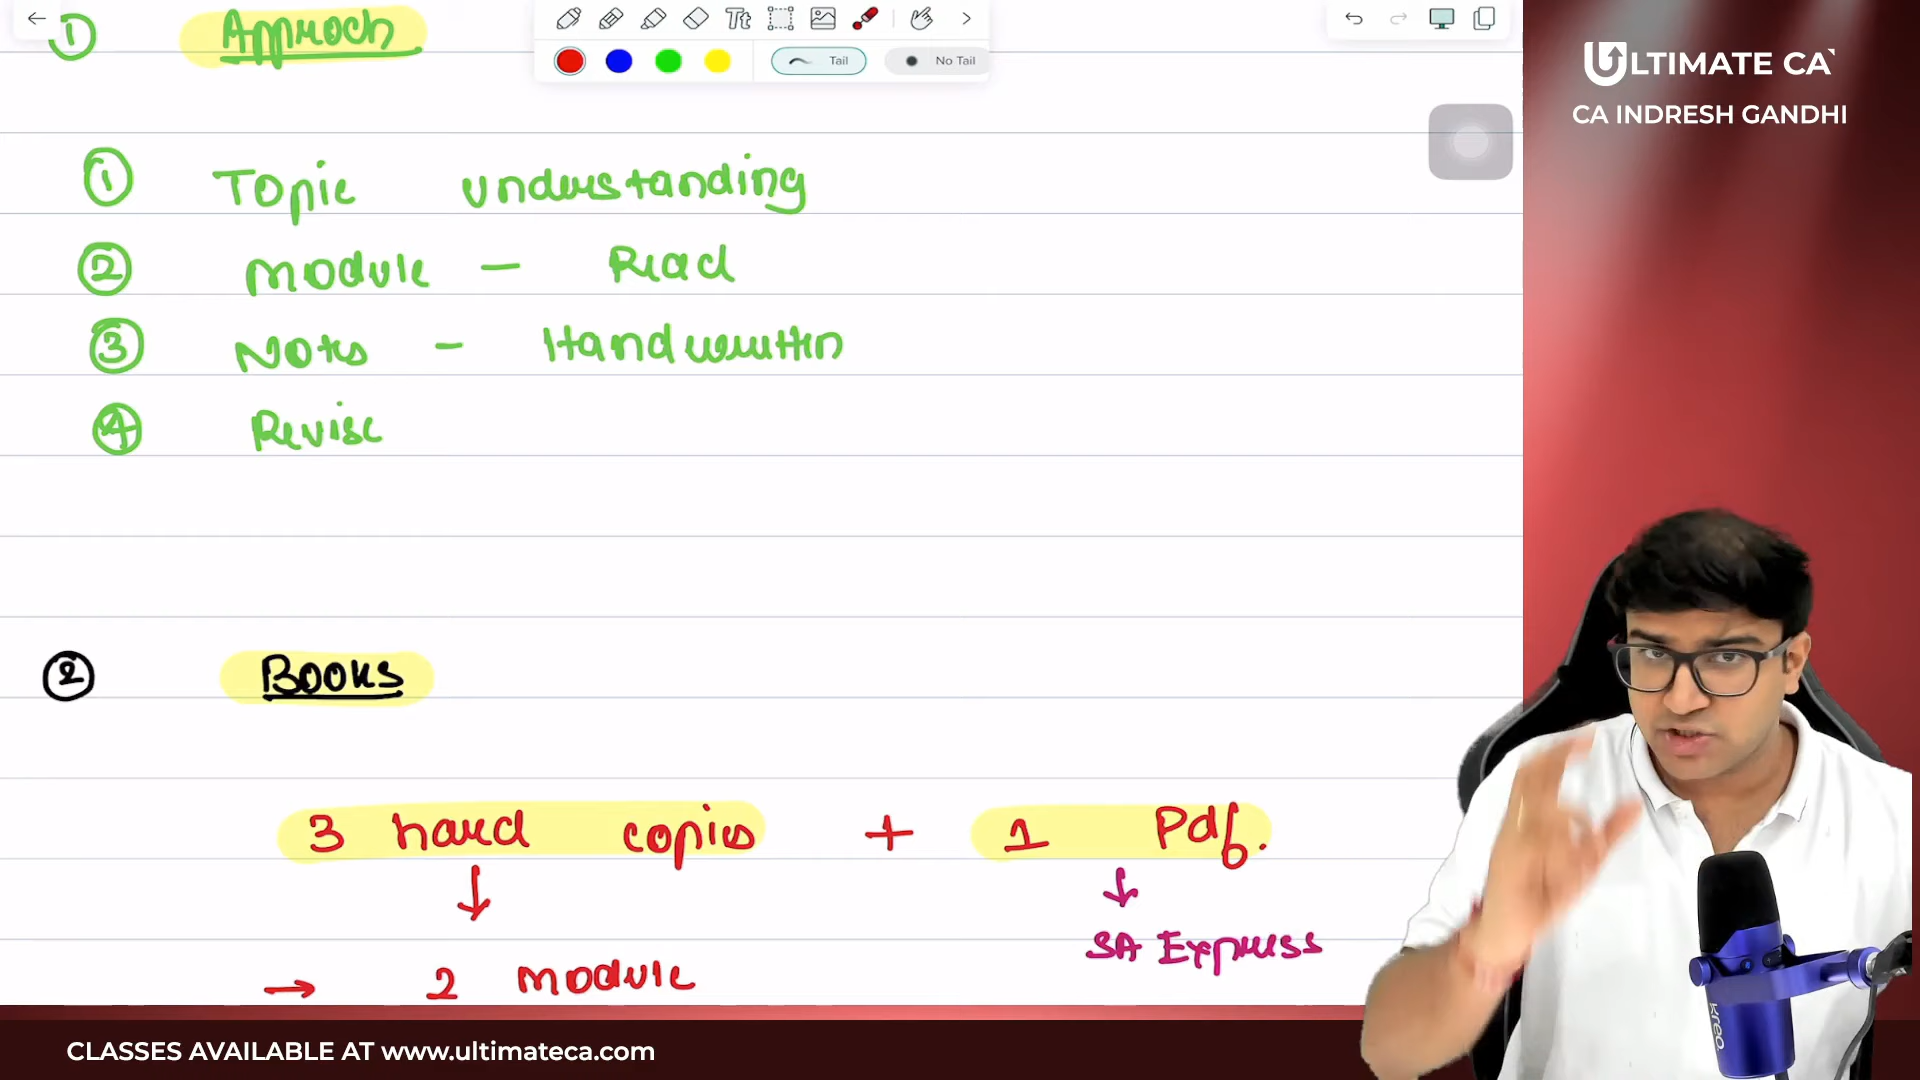 ① Approach
Tt
Tail No Tail
① Topic understanding
② Module - Read
③ Notes - Handwritten
④ Revise
② Books
3 hard copies + 1 Pdf.
↓ ↓
SA Express
→ 2 module
ULTIMATE CA
CA INDRESH GANDHI
kreo
CLASSES AVAILABLE AT www.ultimateca.com